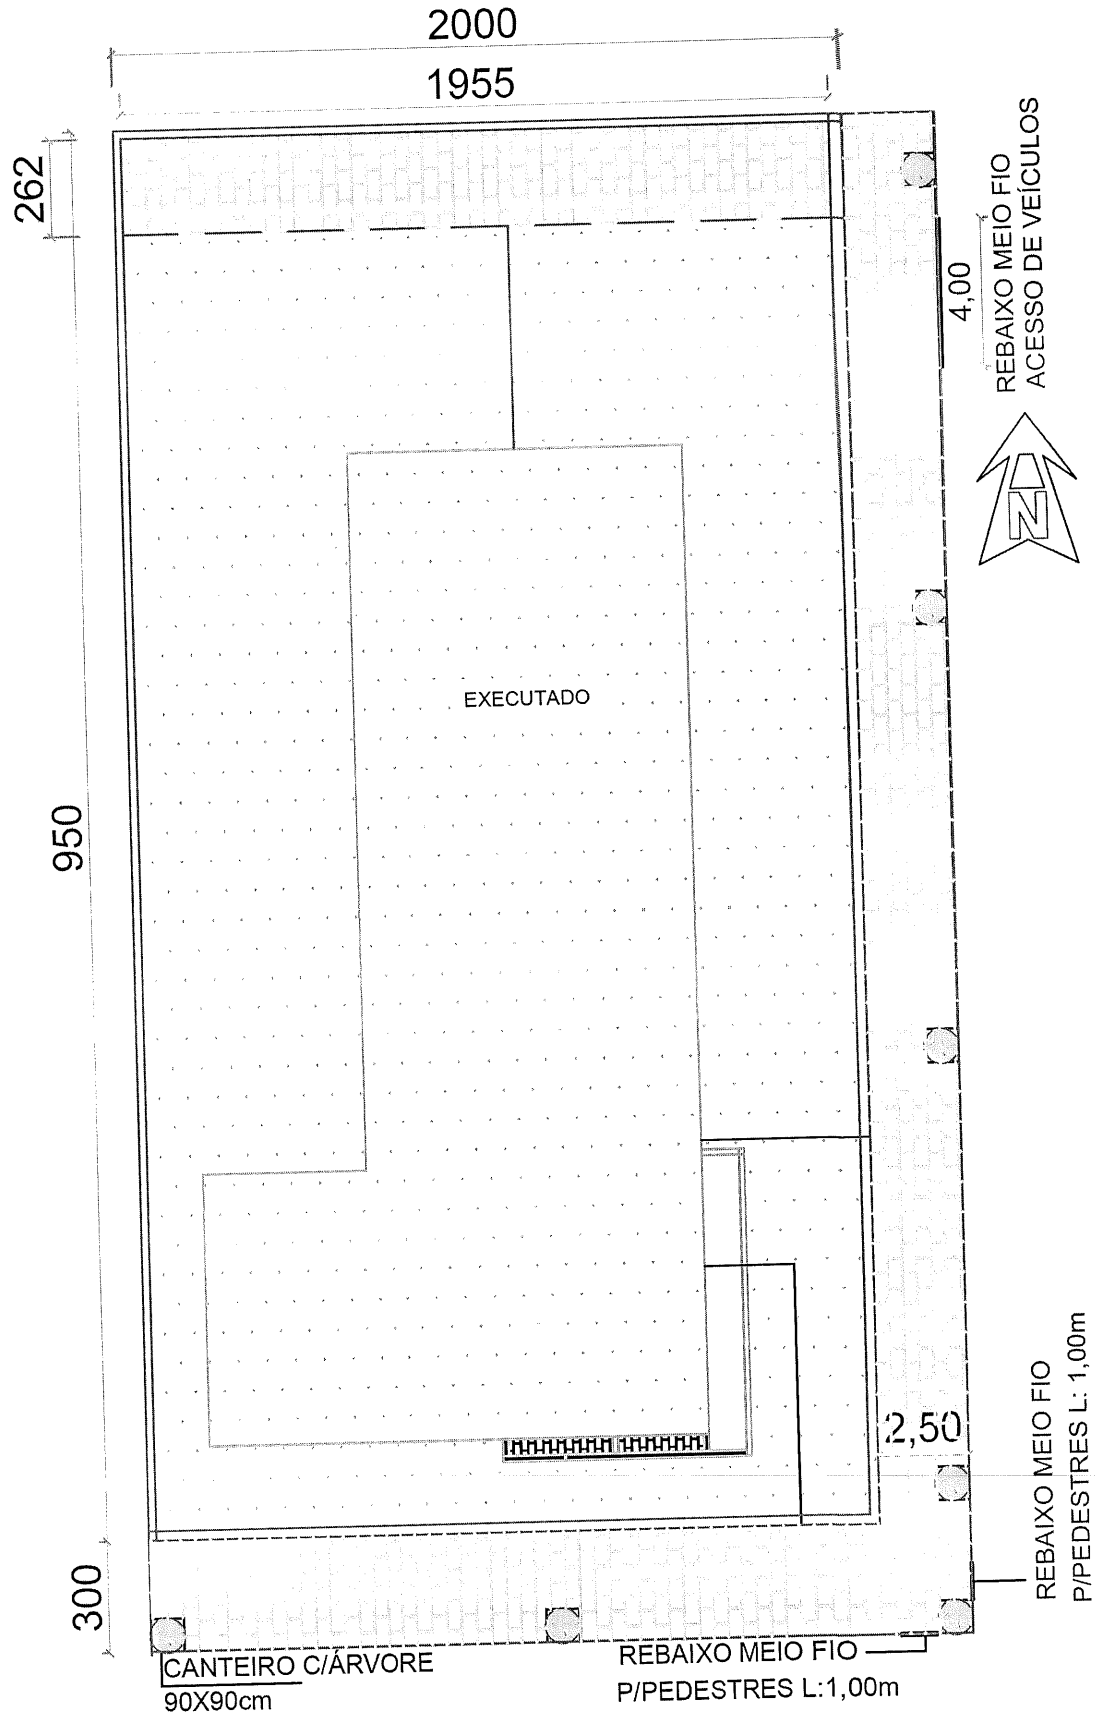 2000
1955
262
REBAIXO MEIO FIO
ACESSO DE VEÍCULOS
4,00
N
EXECUTADO
950
2,50
REBAIXO MEIO FIO
P/PEDESTRES L: 1,00m
300
CANTEIRO C/ÁRVORE
90X90cm
REBAIXO MEIO FIO
P/PEDESTRES L:1,00m